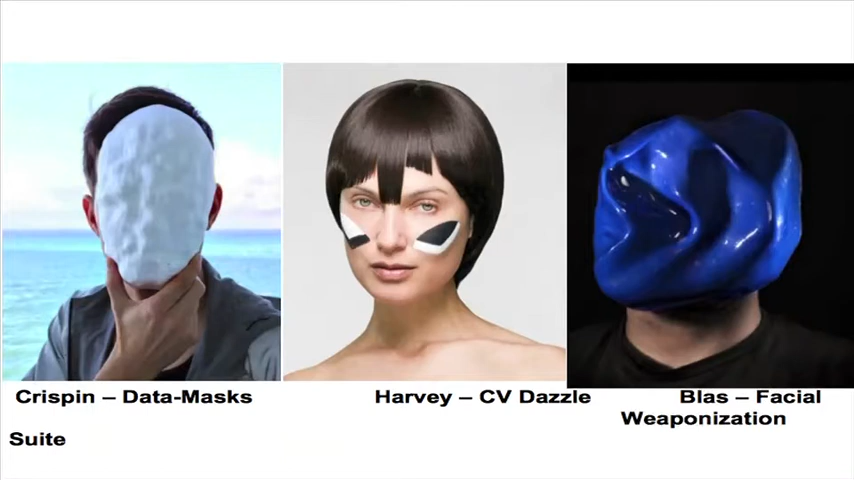 Crispin – Data-Masks
Harvey – CV Dazzle
Blas – Facial
Weaponization
Suite